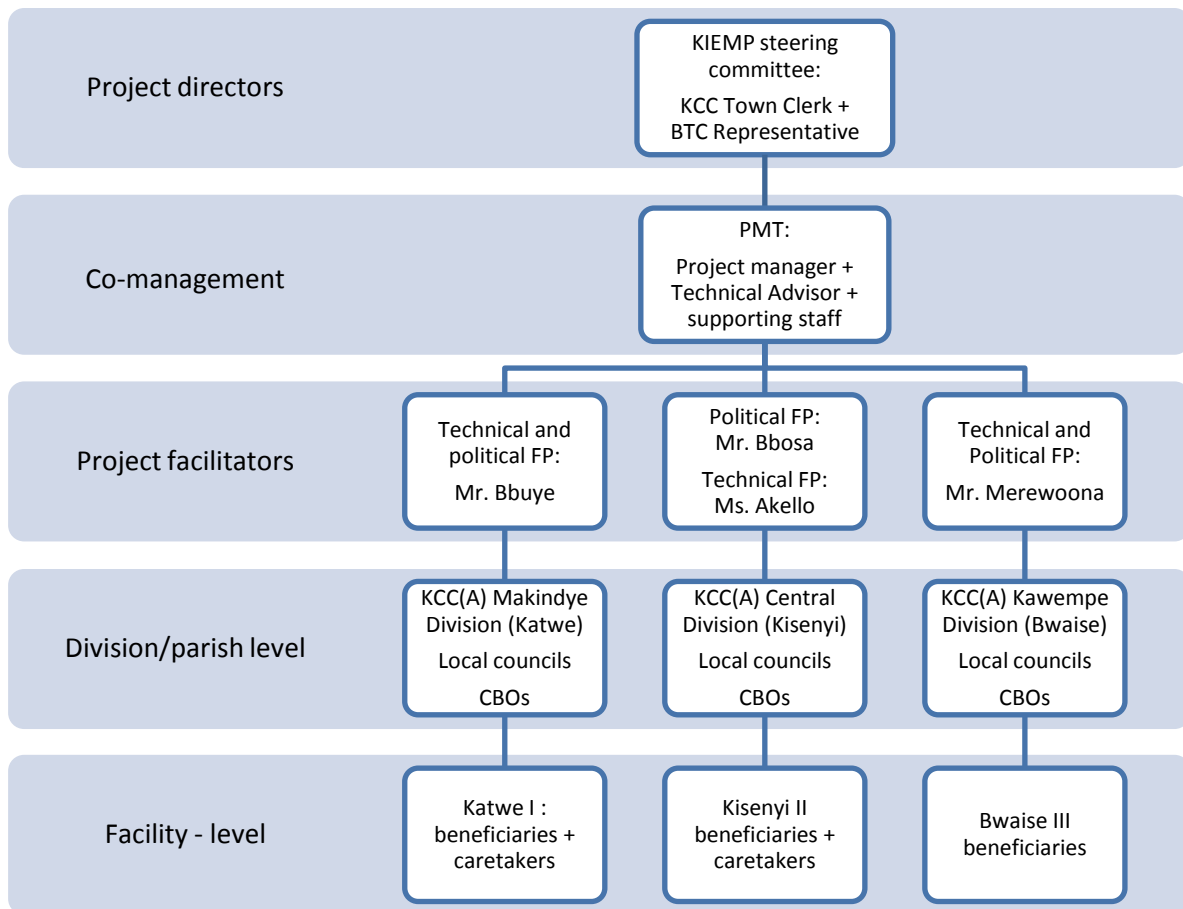 Project directors
KIEMP steering
committee:
KCC Town Clerk +
BTC Representative
Co-management
PMT:
Project manager +
Technical Advisor +
supporting staff
Project facilitators
Technical and
political FP:
Mr. Bbuye
Political FP:
Mr. Bbosa
Technical FP:
Ms. Akello
Technical and
Political FP:
Mr. Merewoona
Division/parish level
KCC(A) Makindye
Division (Katwe)
Local councils
CBOs
KCC(A) Central
Division (Kisenyi)
Local councils
CBOs
KCC(A) Kawempe
Division (Bwaise)
Local councils
CBOs
Facility - level
Katwe I :
beneficiaries +
caretakers
Kisenyi II
beneficiaries +
caretakers
Bwaise III
beneficiaries